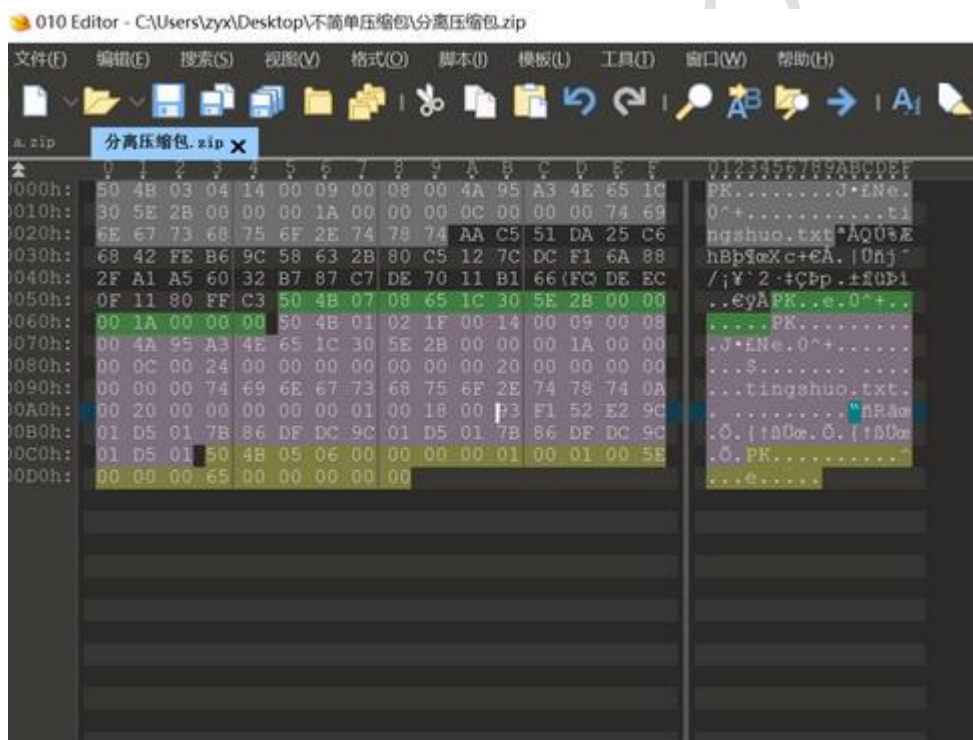 010 Editor - C:\Users\zyx\Desktop\不简单压缩包\分离压缩包.zip
文件(F) 编辑(E) 搜索(S) 视图(V) 格式(O) 脚本(I) 模板(L) 工具(T) 窗口(W) 帮助(H)
a.zip 分离压缩包.zip
0 1 2 3 4 5 6 7 8 9 A B C D E F 0123456789ABCDEF
0000h: 50 4B 03 04 14 00 09 00 08 00 4A 95 A3 4E 65 1C PK........J•£Ne.
0010h: 30 5E 2B 00 00 00 1A 00 00 00 0C 00 00 00 74 69 0^+...........ti
0020h: 6E 67 73 68 75 6F 2E 74 78 74 AA C5 51 DA 25 C6 ngshuo.txtªÅQÚ%Æ
0030h: 68 42 FE B6 9C 58 63 2B 80 C5 12 7C DC F1 6A 88 hBþ¶œXc+€Å.|Üñjˆ
0040h: 2F A1 A5 60 32 B7 87 C7 DE 70 11 B1 66 FC DE EC /¡¥`2·‡ÇÞp.±füÞì
0050h: 0F 11 80 FF C3 50 4B 07 08 65 1C 30 5E 2B 00 00 ..€ÿÃPK..e.0^+..
0060h: 00 1A 00 00 00 50 4B 01 02 1F 00 14 00 09 00 08 .....PK.........
0070h: 00 4A 95 A3 4E 65 1C 30 5E 2B 00 00 00 1A 00 00 .J•£Ne.0^+......
0080h: 00 0C 00 24 00 00 00 00 00 00 00 20 00 00 00 00 ...$....... ....
0090h: 00 00 00 74 69 6E 67 73 68 75 6F 2E 74 78 74 0A ...tingshuo.txt.
00A0h: 00 20 00 00 00 00 00 01 00 18 00 93 F1 52 E2 9C . .........“ñRâœ
00B0h: 01 D5 01 7B 86 DF DC 9C 01 D5 01 7B 86 DF DC 9C .Õ.{†ßÜœ.Õ.{†ßÜœ
00C0h: 01 D5 01 50 4B 05 06 00 00 00 00 01 00 01 00 5E .Õ.PK..........^
00D0h: 00 00 00 65 00 00 00 00 00 ...e.....